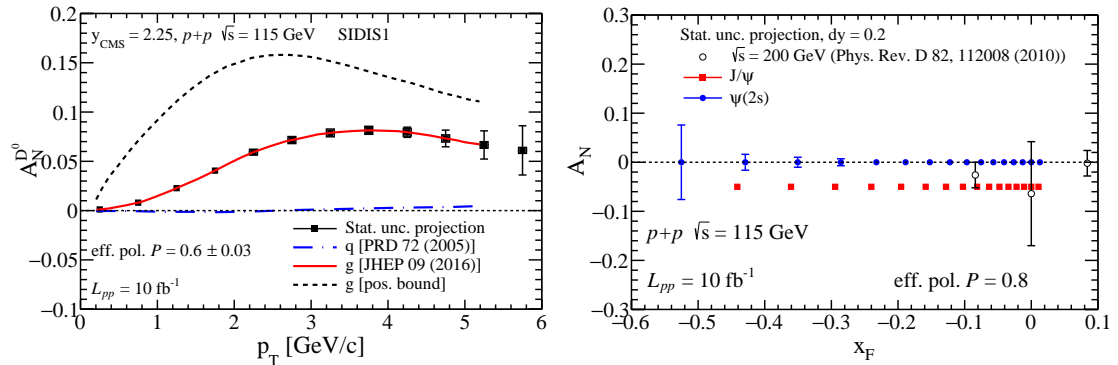 y_CMS = 2.25, p+p √s = 115 GeV SIDIS1
A_N^{D^0}
0.2
0.15
0.1
0.05
0
−0.05
−0.1
Stat. unc. projection
q [PRD 72 (2005)]
g [JHEP 09 (2016)]
g [pos. bound]
eff. pol. P = 0.6 ± 0.03
L_pp = 10 fb⁻¹
0 1 2 3 4 5 6
p_T [GeV/c]
Stat. unc. projection, dy = 0.2
√s = 200 GeV (Phys. Rev. D 82, 112008 (2010))
J/ψ
ψ(2s)
A_N
0.3
0.2
0.1
0.0
−0.1
−0.2
−0.3
p+p √s = 115 GeV
L_pp = 10 fb⁻¹
eff. pol. P = 0.8
−0.6 −0.5 −0.4 −0.3 −0.2 −0.1 0 0.1
x_F